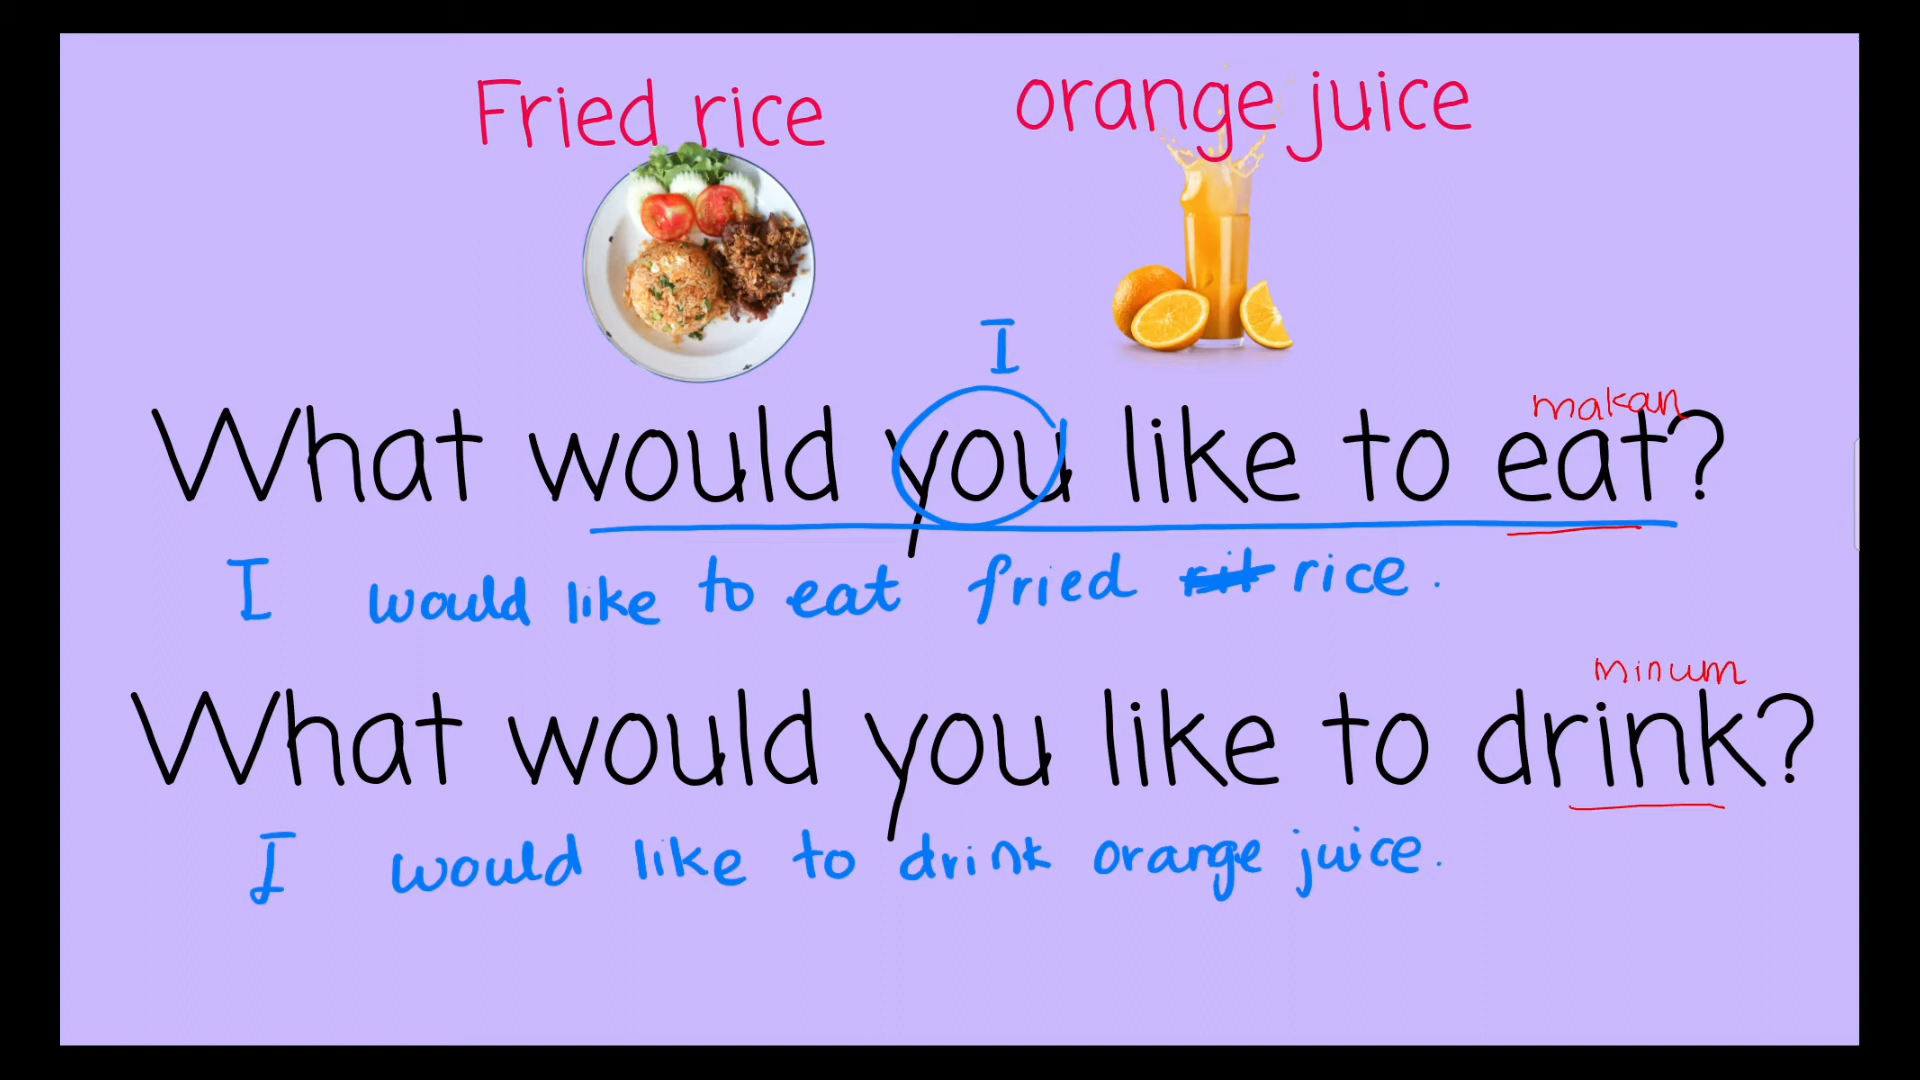 Fried rice
orange juice
I
makan
What would you like to eat?
I would like to eat fried rice.
minum
What would you like to drink?
I would like to drink orange juice.